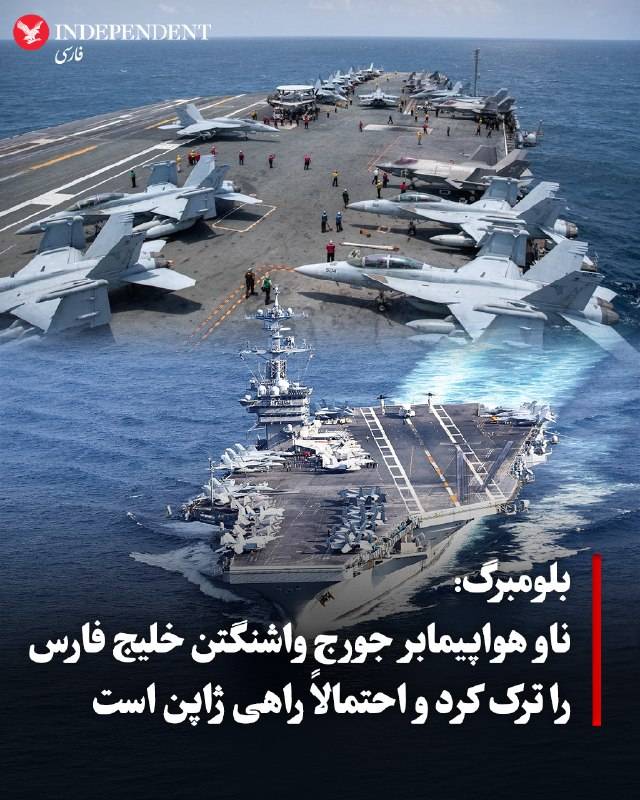 INDEPENDENT
فارسی
بلومبرگ:
ناو هواپیمابر جورج واشنگتن خلیج فارس
را ترک کرد و احتمالاً راهی ژاپن است